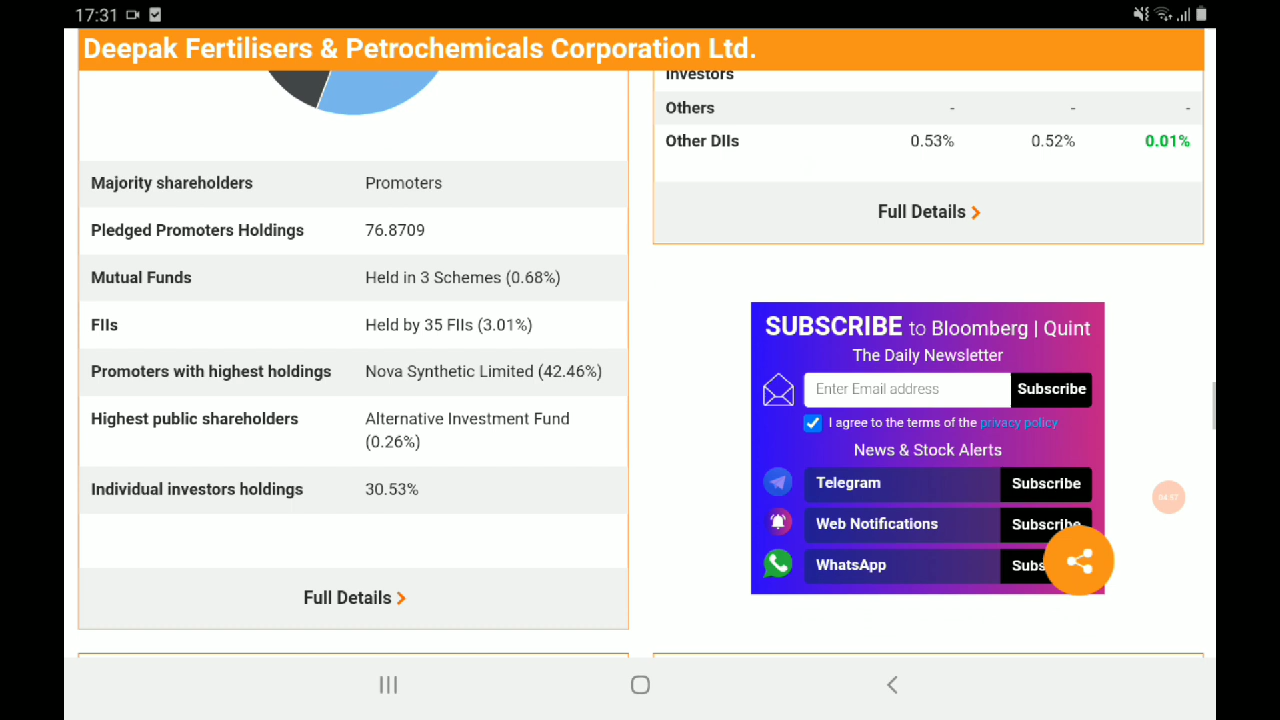 17:31
Deepak Fertilisers & Petrochemicals Corporation Ltd.
Majority shareholders Promoters
Pledged Promoters Holdings 76.8709
Mutual Funds Held in 3 Schemes (0.68%)
FIIs Held by 35 FIIs (3.01%)
Promoters with highest holdings Nova Synthetic Limited (42.46%)
Highest public shareholders Alternative Investment Fund
(0.26%)
Individual investors holdings 30.53%
Full Details
Investors
Others - - -
Other DIIs 0.53% 0.52% 0.01%
Full Details
SUBSCRIBE to Bloomberg | Quint
The Daily Newsletter
Enter Email address Subscribe
I agree to the terms of the privacy policy
News & Stock Alerts
Telegram Subscribe
Web Notifications Subscribe
WhatsApp Subs
04:37